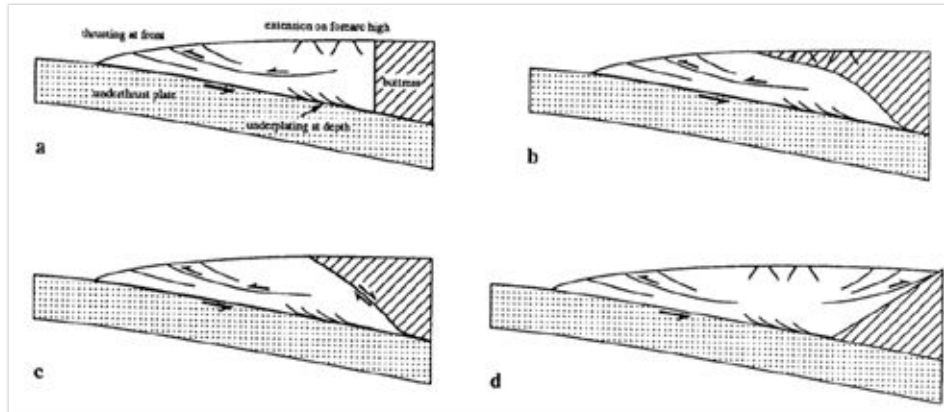 extension on forearc high
thrusting at front
buttress
underthrust plate
underplating at depth
a
b
c
d